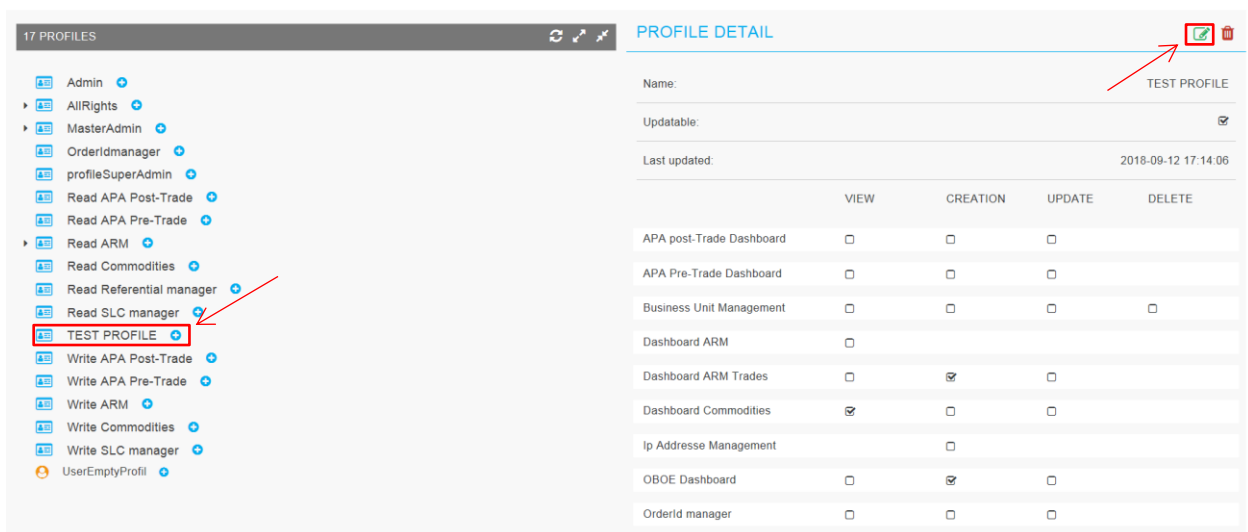 17 PROFILES
Admin
AllRights
MasterAdmin
OrderIdmanager
profileSuperAdmin
Read APA Post-Trade
Read APA Pre-Trade
Read ARM
Read Commodities
Read Referential manager
Read SLC manager
TEST PROFILE
Write APA Post-Trade
Write APA Pre-Trade
Write ARM
Write Commodities
Write SLC manager
UserEmptyProfil
PROFILE DETAIL
Name: TEST PROFILE
Updatable:
Last updated: 2018-09-12 17:14:06
VIEW CREATION UPDATE DELETE
APA post-Trade Dashboard
APA Pre-Trade Dashboard
Business Unit Management
Dashboard ARM
Dashboard ARM Trades
Dashboard Commodities
Ip Addresse Management
OBOE Dashboard
OrderId manager